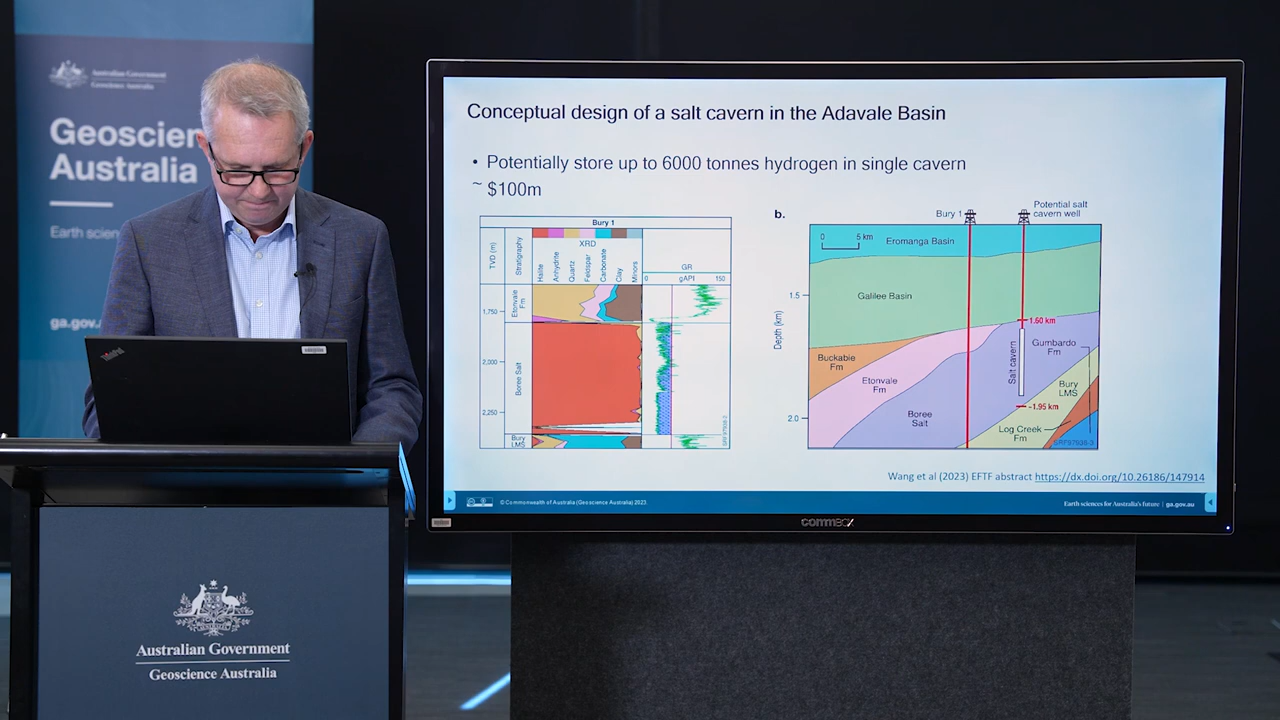 Australian Government
Geoscience Australia
Geoscien
Australia
Earth scien
ga.gov.
ThinkPad
Australian Government
Geoscience Australia
Conceptual design of a salt cavern in the Adavale Basin
• Potentially store up to 6000 tonnes hydrogen in single cavern
~ $100m
Bury 1
TVD (m)
Stratigraphy
XRD
Halite
Anhydrite
Quartz
Feldspar
Carbonate
Clay
Minors
GR
0 gAPI 150
Etonvale Fm
1,750
2,000
Boree Salt
2,250
Bury LMS
b.
Bury 1
Potential salt
cavern well
0 5 km
Eromanga Basin
Galilee Basin
Depth (km)
1.5
2.0
1.60 km
Salt cavern
~1.95 km
Gumbardo
Fm
Buckabie
Fm
Etonvale
Fm
Boree
Salt
Bury
LMS
Log Creek
Fm
Wang et al (2023) EFTF abstract https://dx.doi.org/10.26186/147914
© Commonwealth of Australia (Geoscience Australia) 2023.
Earth sciences for Australia's future | ga.gov.au
commbox